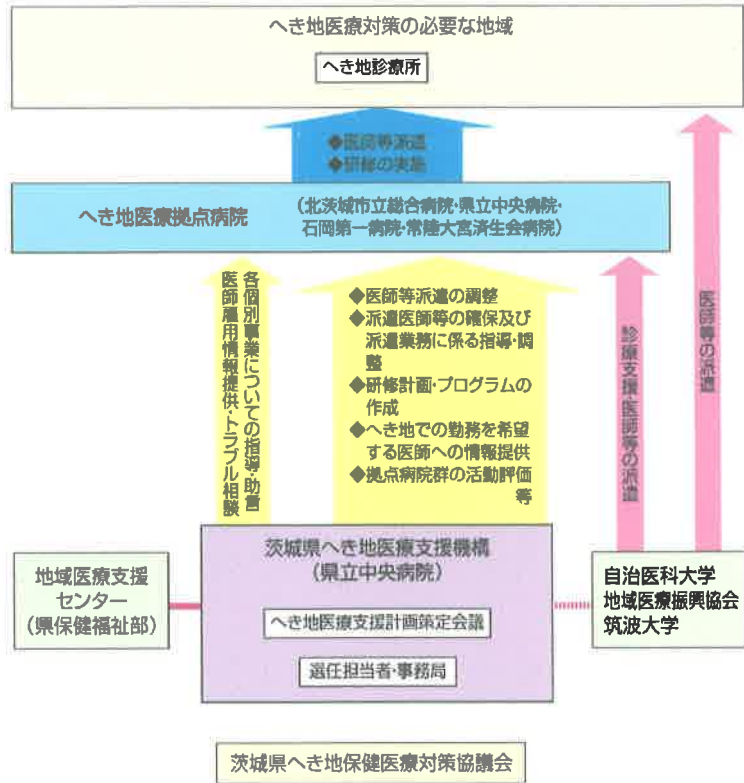 へき地医療対策の必要な地域
へき地診療所
◆医師等派遣
◆研修の実施
へき地医療拠点病院
（北茨城市立総合病院・県立中央病院・
石岡第一病院・常陸大宮済生会病院）
各個別事業についての指導・助言
医師雇用情報提供・トラブル相談
◆医師等派遣の調整
◆派遣医師等の確保及び
派遣業務に係る指導・調
整
◆研修計画・プログラムの
作成
◆へき地での勤務を希望
する医師への情報提供
◆拠点病院群の活動評価
等
診療支援・医師等の派遣
医師等の派遣
茨城県へき地医療支援機構
（県立中央病院）
へき地医療支援計画策定会議
選任担当者・事務局
地域医療支援
センター
（県保健福祉部）
自治医科大学
地域医療振興協会
筑波大学
茨城県へき地保健医療対策協議会